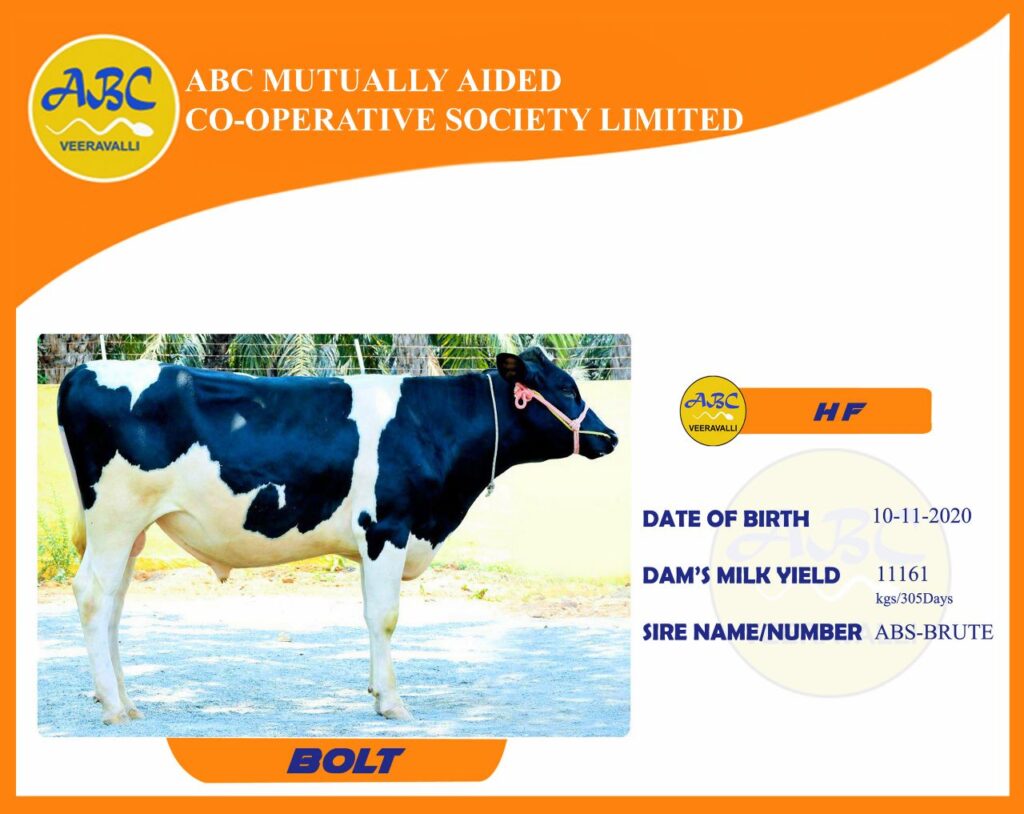 ABC
VEERAVALLI
ABC MUTUALLY AIDED
CO-OPERATIVE SOCIETY LIMITED
ABC
VEERAVALLI
HF
DATE OF BIRTH 10-11-2020
DAM'S MILK YIELD 11161
kgs/305Days
SIRE NAME/NUMBER ABS-BRUTE
ABC
BOLT